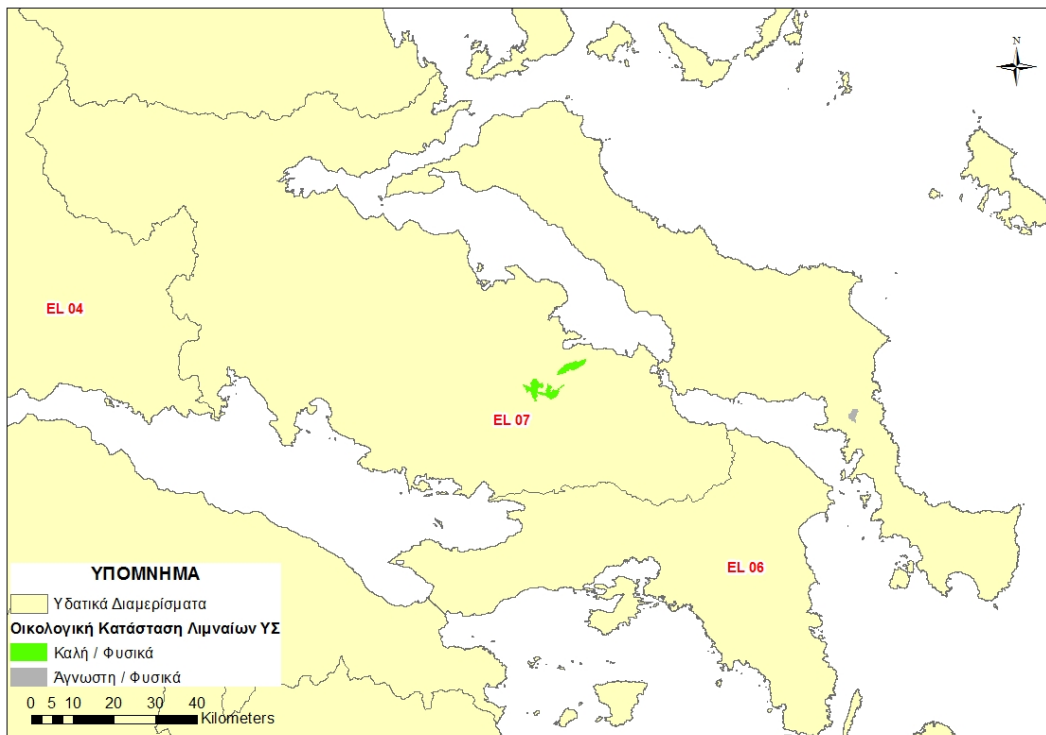 N
EL 04
EL 07
EL 06
ΥΠΟΜΝΗΜΑ
Υδατικά Διαμερίσματα
Οικολογική Κατάσταση Λιμναίων ΥΣ
Καλή / Φυσικά
Άγνωστη / Φυσικά
0 5 10 20 30 40
Kilometers